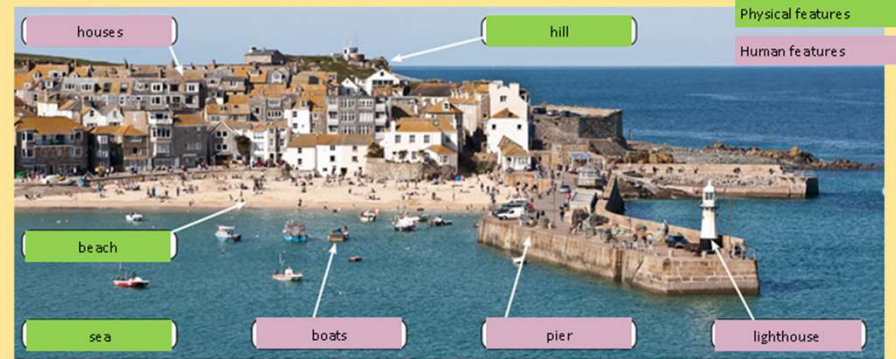 Physical features
houses
hill
Human features
beach
sea
boats
pier
lighthouse